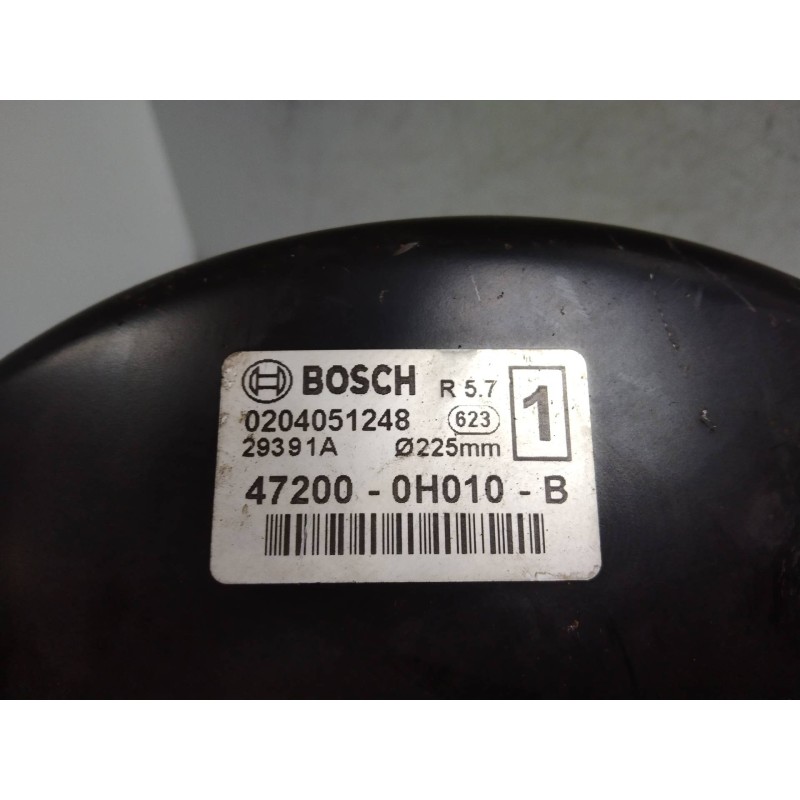 BOSCH R 5.7 1
0204051248 623
29391A Ø225mm
47200 - 0H010 - B